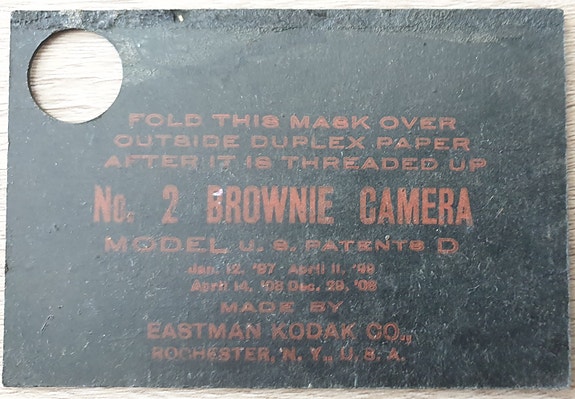 FOLD THIS MASK OVER
OUTSIDE DUPLEX PAPER
AFTER IT IS THREADED UP
No. 2 BROWNIE CAMERA
MODEL U. S. PATENTS D
Jan. 12, '97 April 11, '99
April 14, '03 Dec. 29, '08
MADE BY
EASTMAN KODAK CO.,
ROCHESTER, N. Y., U. S. A.